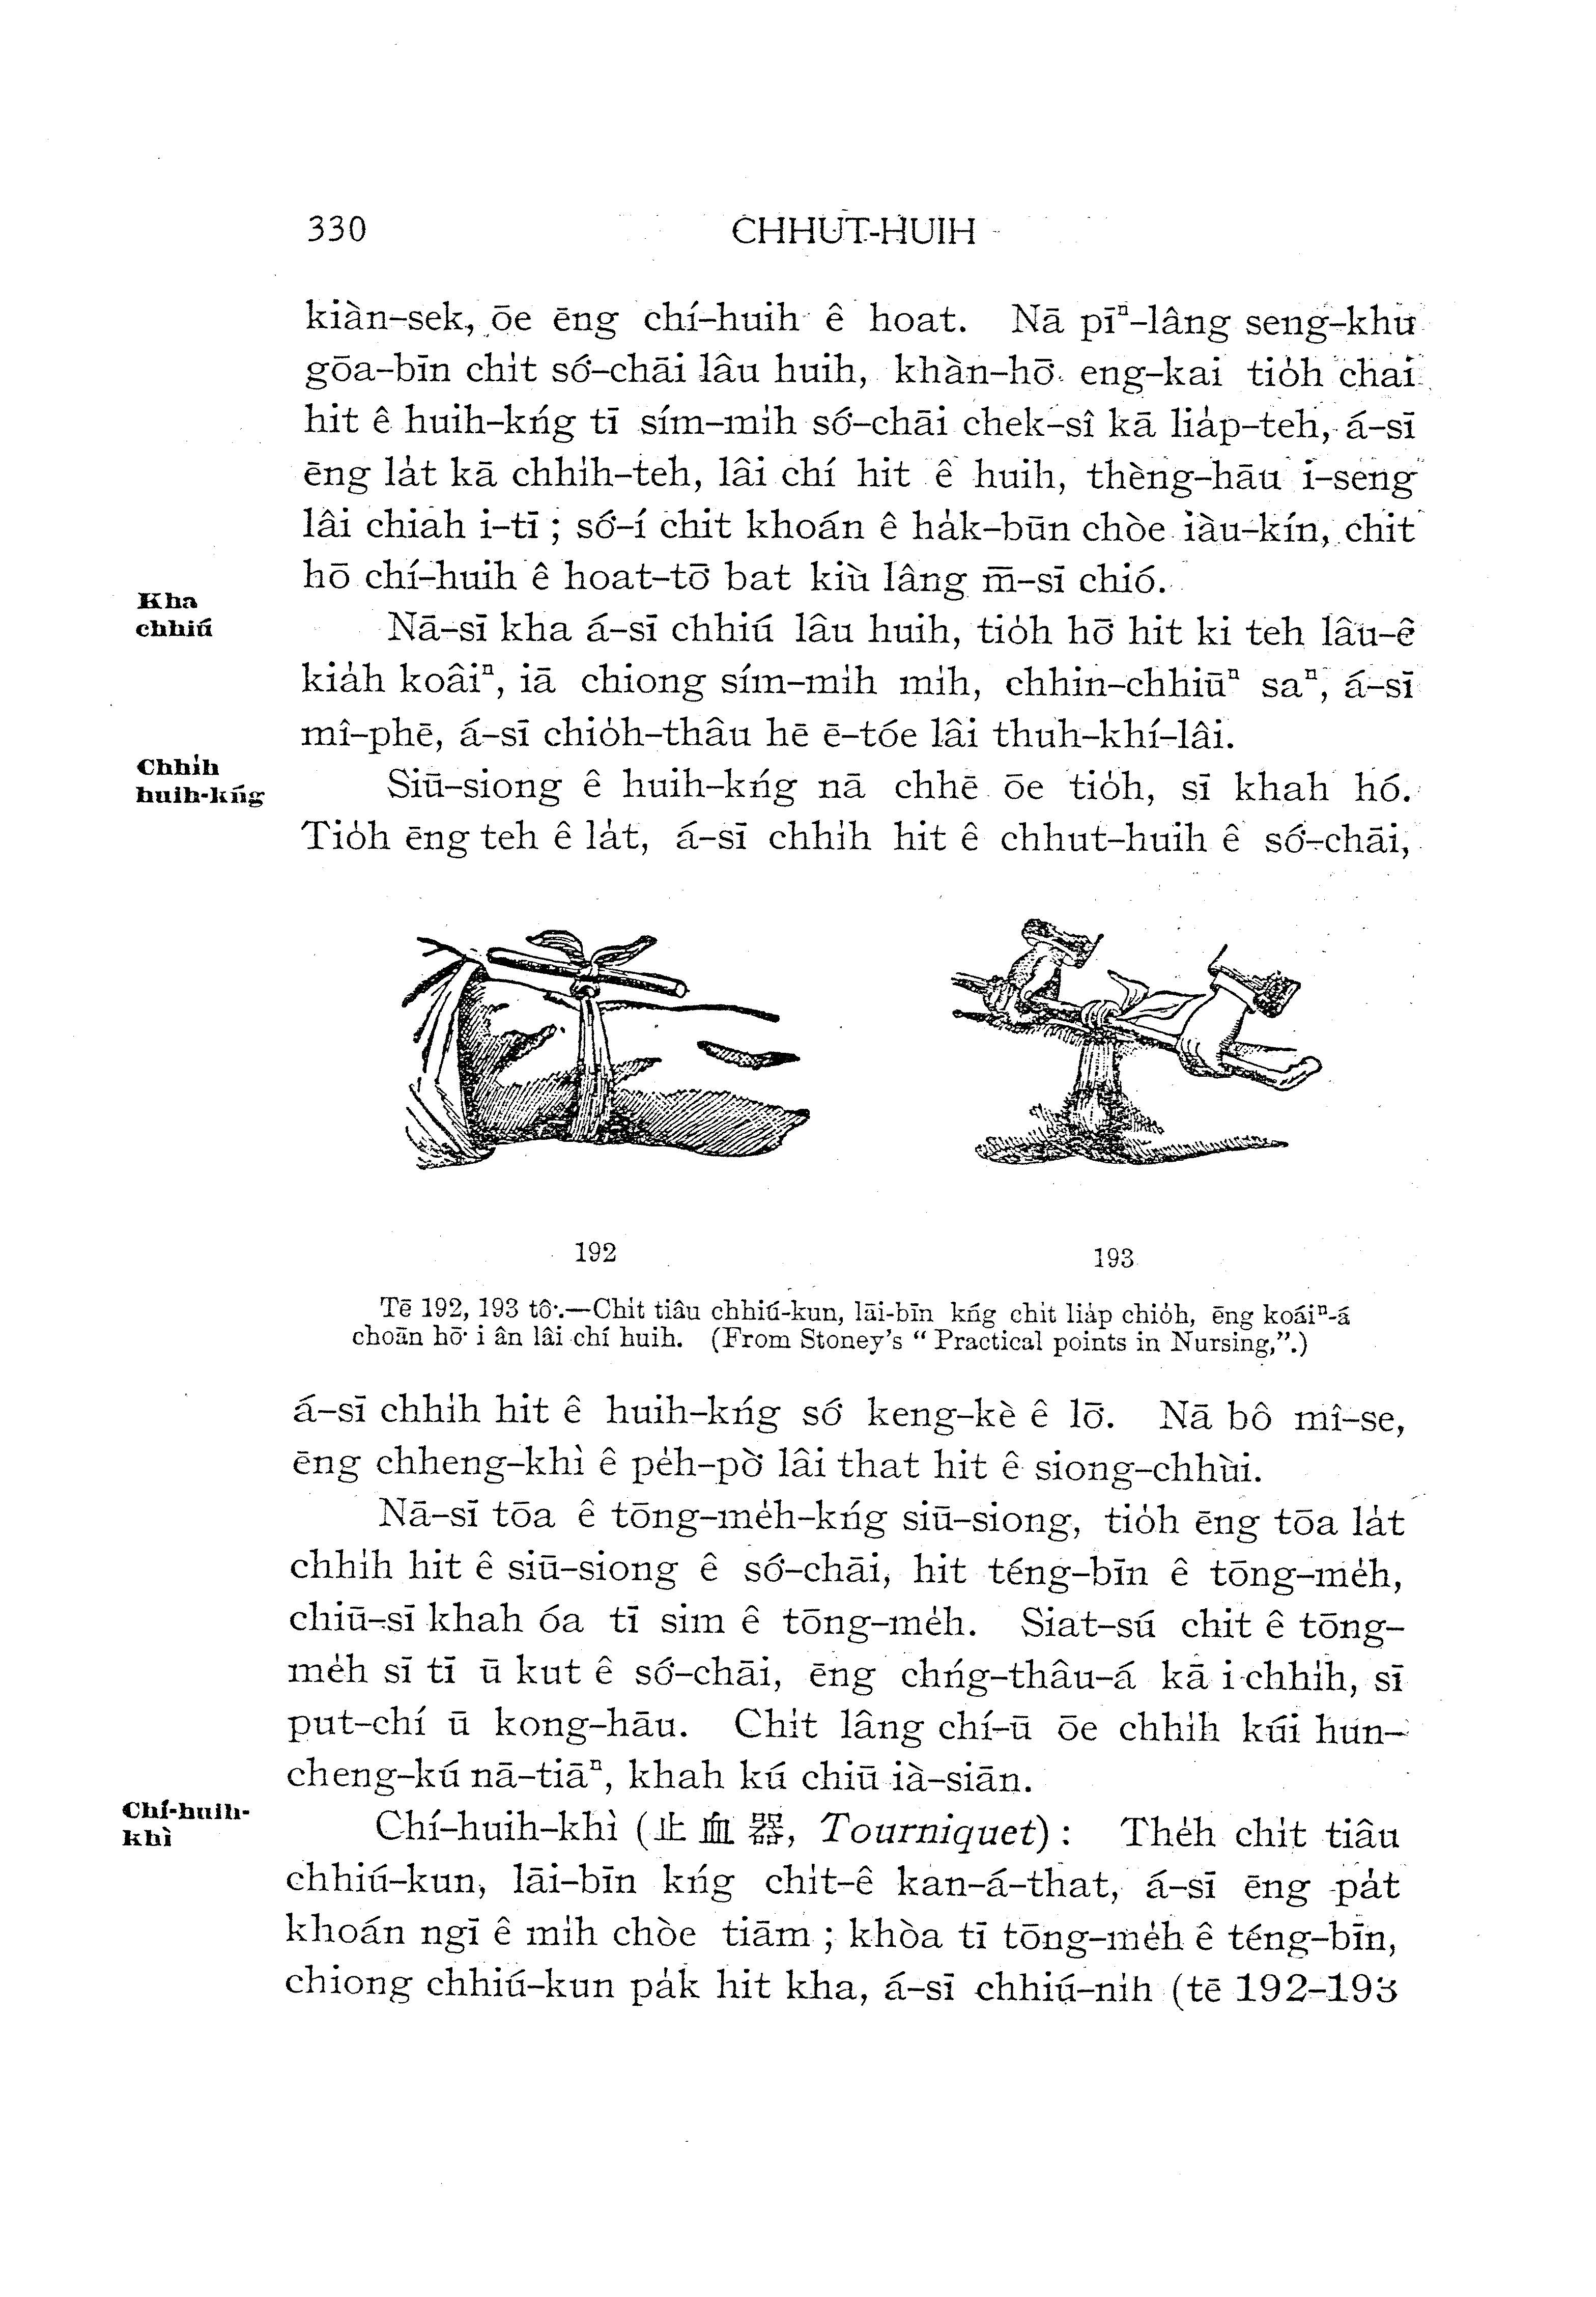 330 CHHUT-HUIH
kiàn-sek, ōe ēng chí-huih ê hoat. Nā pīⁿ-lâng seng-khu
gōa-bīn chi̍t só͘-chāi lâu huih, khàn-hō͘ eng-kai tio̍h chai
hit ê huih-kńg tī sím-mi̍h só͘-chāi chek-sî kā lia̍p-teh, á-sī
ēng la̍t kā chhi̍h-teh, lâi chí hit ê huih, thèng-hāu i-seng
lâi chiah i-tī ; só͘-í chit khoán ê ha̍k-būn chòe iàu-kín, chit
hō chí-huih ê hoat-tō͘ bat kiù lâng m̄-sī chió.
Kha
chhiú
Nā-sī kha á-sī chhiú lâu huih, tio̍h hō͘ hit ki teh lâu-ê
kia̍h koâiⁿ, iā chiong sím-mi̍h mi̍h, chhin-chhiūⁿ saⁿ, á-sī
mî-phē, á-sī chio̍h-thâu hē ē-tóe lâi thuh-khí-lâi.
Chhi̍h
huih-kńg
Siū-siong ê huih-kńg nā chhē ōe tio̍h, sī khah hó.
Tio̍h ēng teh ê la̍t, á-sī chhi̍h hit ê chhut-huih ê só͘-chāi,
192
193
Tē 192, 193 tô͘.—Chi̍t tiâu chhiú-kun, lāi-bīn kńg chi̍t lia̍p chio̍h, ēng koáiⁿ-á
choān hō͘ i ân lâi chí huih. (From Stoney's “ Practical points in Nursing,”.)
á-sī chhi̍h hit ê huih-kńg só͘ keng-kè ê lō͘. Nā bô mî-se,
ēng chheng-khì ê pe̍h-pò͘ lâi that hit ê siong-chhùi.
Nā-sī tōa ê tōng-me̍h-kńg siū-siong, tio̍h ēng tōa la̍t
chhi̍h hit ê siū-siong ê só͘-chāi, hit téng-bīn ê tōng-me̍h,
chiū-sī khah óa tī sim ê tōng-me̍h. Siat-sú chit ê tōng-
me̍h sī tī ū kut ê só͘-chāi, ēng chńg-thâu-á kā i chhi̍h, sī
put-chí ū kong-hāu. Chi̍t lâng chí-ū ōe chhi̍h kúi hun-
cheng-kú nā-tiāⁿ, khah kú chiū ià-siān.
Chí-huih-
khì
Chí-huih-khì (止血器, Tourniquet) : The̍h chi̍t tiâu
chhiú-kun, lāi-bīn kńg chi̍t-ê kan-á-that, á-sī ēng pa̍t
khoán ngī ê mi̍h chòe tiām ; khòa tī tōng-me̍h ê téng-bīn,
chiong chhiú-kun pa̍k hit kha, á-sī chhiú-ni̍h (tē 192-193